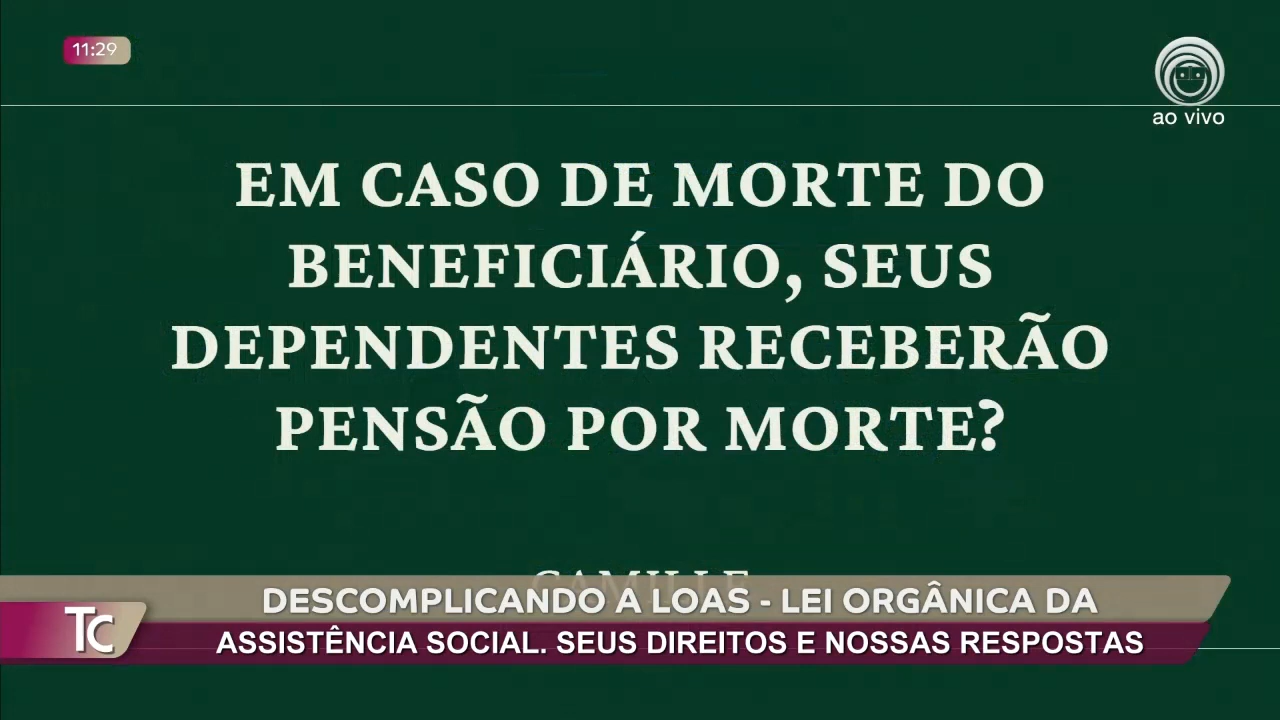 11:29
ao vivo
EM CASO DE MORTE DO
BENEFICIÁRIO, SEUS
DEPENDENTES RECEBERÃO
PENSÃO POR MORTE?
CAMILLE
DESCOMPLICANDO A LOAS - LEI ORGÂNICA DA
Tc
ASSISTÊNCIA SOCIAL. SEUS DIREITOS E NOSSAS RESPOSTAS